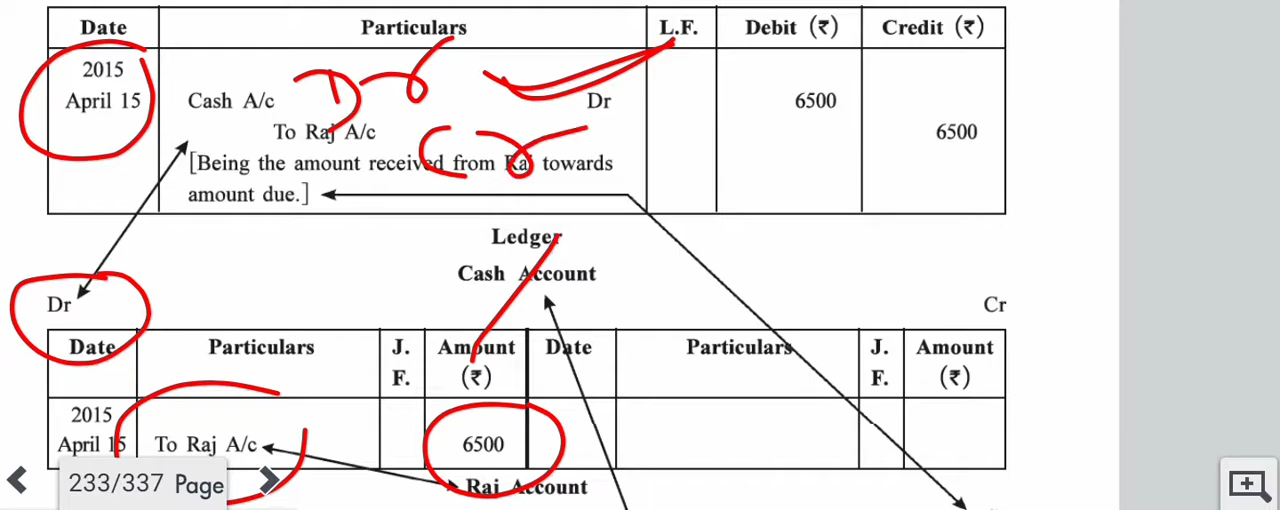 Date Particulars L.F. Debit (₹) Credit (₹)
2015
April 15 Cash A/c Dr 6500
To Raj A/c 6500
[Being the amount received from Raj towards
amount due.]
Ledger
Cash Account
Dr Cr
Date Particulars J. Amount Date Particulars J. Amount
F. (₹) F. (₹)
2015
April 15 To Raj A/c 6500
233/337 Page
Raj Account